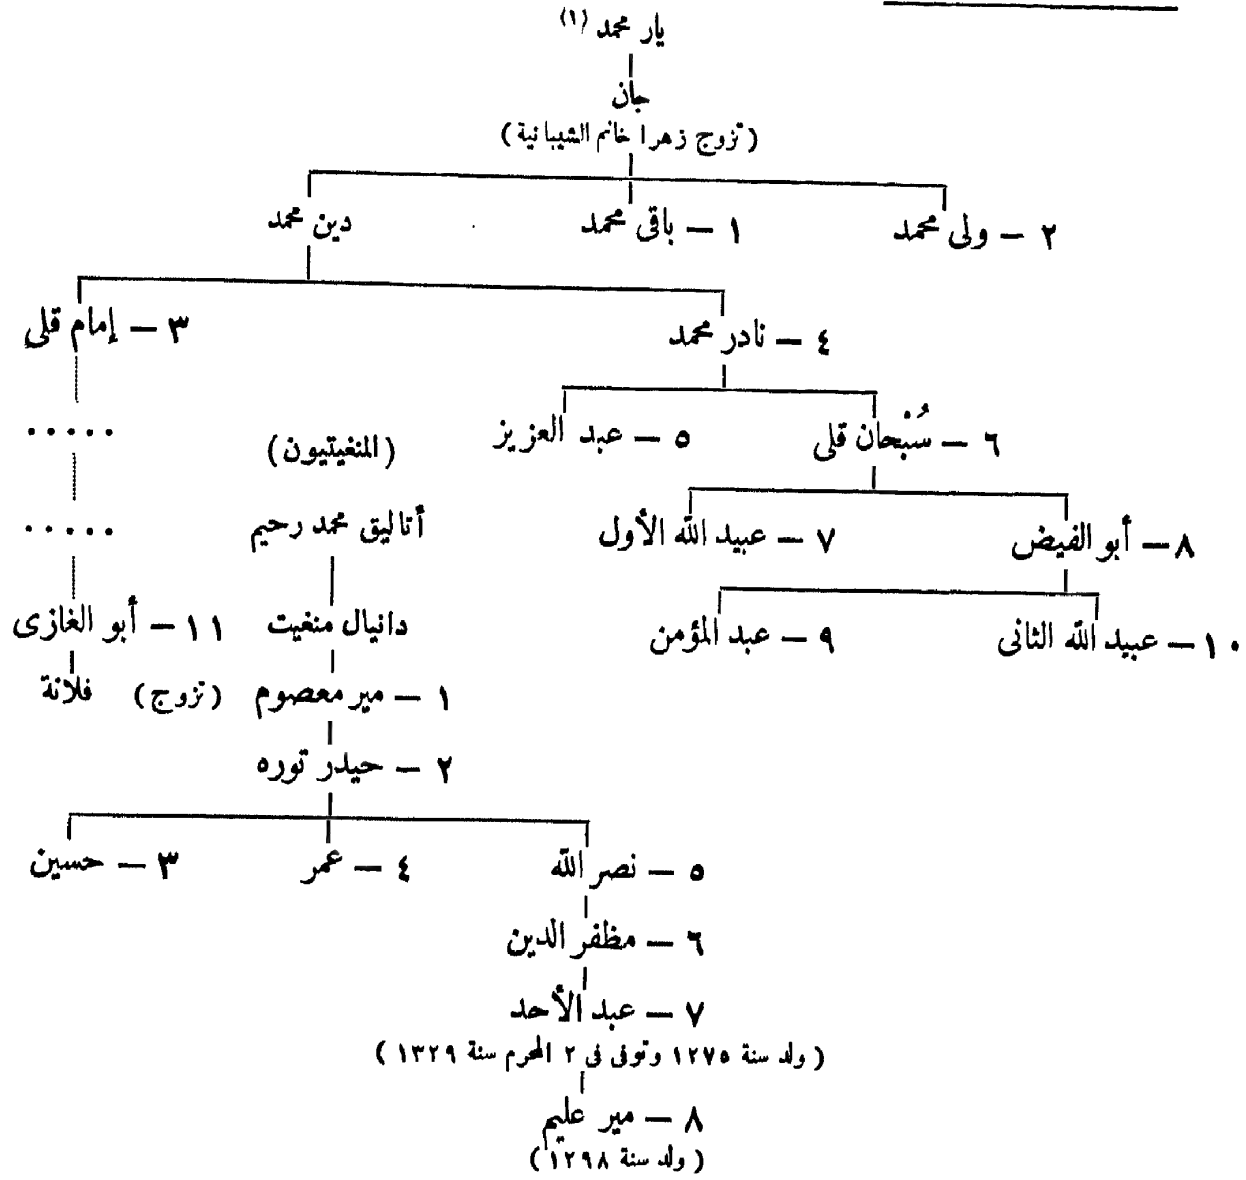 يار محمد (١)
جان
(تزوج زهرا خانم الشيبانية)
٢ — ولى محمد
١ — باقى محمد
دين محمد
٤ — نادر محمد
٣ — إمام قلى
٦ — سُبْحان قلى
٥ — عبد العزيز
.....
(المنغيتيون)
٨ — أبو الفيض
٧ — عبيد الله الأول
أتاليق محمد رحيم
.....
١٠ — عبيد الله الثانى
٩ — عبد المؤمن
دانيال منغيت
١١ — أبو الغازى
١ — مير معصوم (تزوج) فلانة
٢ — حيدر توره
٥ — نصر الله
٤ — عمر
٣ — حسين
٦ — مظفر الدين
٧ — عبد الأحد
(ولد سنة ١٢٧٥ وتوفى فى ٢ المحرم سنة ١٣٢٩)
٨ — مير عليم
(ولد سنة ١٢٩٨)